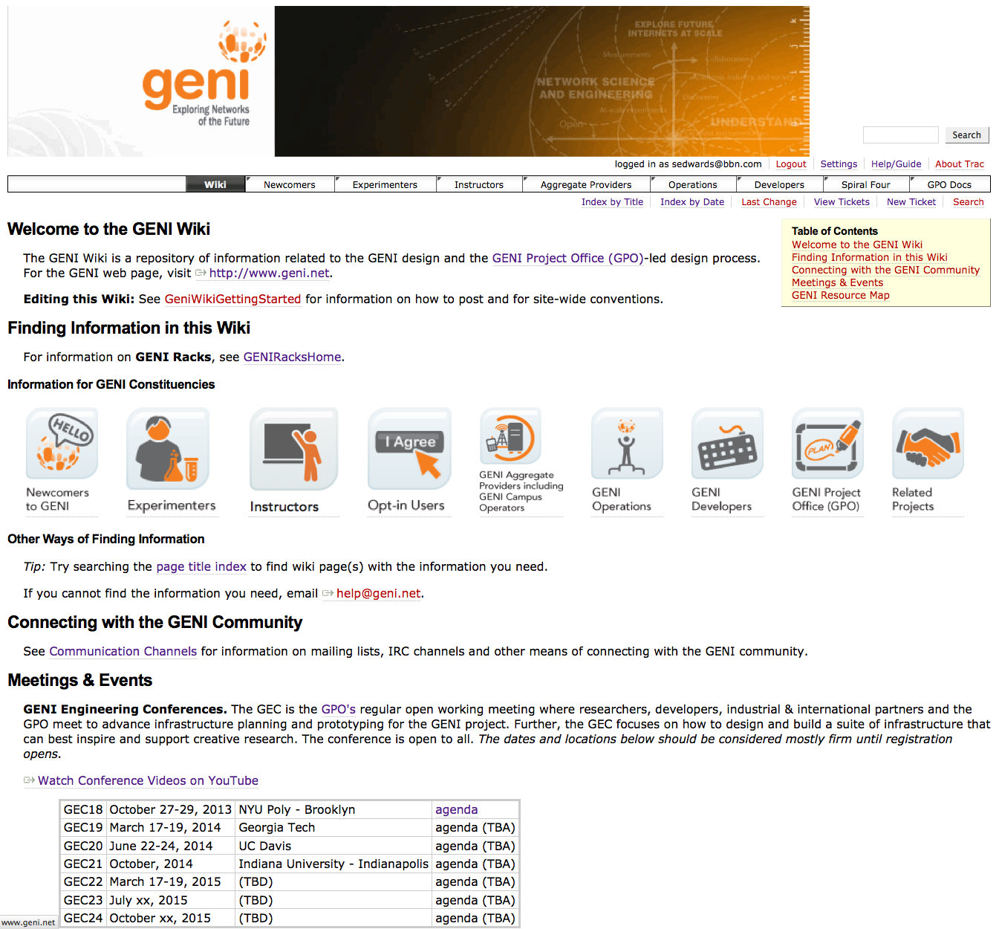 geni
Exploring Networks
of the Future
EXPLORE FUTURE
INTERNETS AT SCALE
Measurements
Collaborations
Academic, industry, and society
NETWORK SCIENCE
AND ENGINEERING
Discoveries
At-scale experiments
Open
UNDERSTAND
Search
logged in as sedwards@bbn.com
Logout
Settings
Help/Guide
About Trac
Wiki
Newcomers
Experimenters
Instructors
Aggregate Providers
Operations
Developers
Spiral Four
GPO Docs
Index by Title
Index by Date
Last Change
View Tickets
New Ticket
Search
Welcome to the GENI Wiki
The GENI Wiki is a repository of information related to the GENI design and the GENI Project Office (GPO)-led design process.
For the GENI web page, visit http://www.geni.net.
Editing this Wiki: See GeniWikiGettingStarted for information on how to post and for site-wide conventions.
Table of Contents
Welcome to the GENI Wiki
Finding Information in this Wiki
Connecting with the GENI Community
Meetings & Events
GENI Resource Map
Finding Information in this Wiki
For information on GENI Racks, see GENIRacksHome.
Information for GENI Constituencies
HELLO
Newcomers
to GENI
Experimenters
Instructors
I Agree
Opt-in Users
GENI Aggregate
Providers including
GENI Campus
Operators
GENI
Operations
GENI
Developers
PLAN!
GENI Project
Office (GPO)
Related
Projects
Other Ways of Finding Information
Tip: Try searching the page title index to find wiki page(s) with the information you need.
If you cannot find the information you need, email help@geni.net.
Connecting with the GENI Community
See Communication Channels for information on mailing lists, IRC channels and other means of connecting with the GENI community.
Meetings & Events
GENI Engineering Conferences. The GEC is the GPO's regular open working meeting where researchers, developers, industrial & international partners and the
GPO meet to advance infrastructure planning and prototyping for the GENI project. Further, the GEC focuses on how to design and build a suite of infrastructure that
can best inspire and support creative research. The conference is open to all. The dates and locations below should be considered mostly firm until registration
opens.
Watch Conference Videos on YouTube
GEC18 October 27-29, 2013 NYU Poly - Brooklyn agenda
GEC19 March 17-19, 2014 Georgia Tech agenda (TBA)
GEC20 June 22-24, 2014 UC Davis agenda (TBA)
GEC21 October, 2014 Indiana University - Indianapolis agenda (TBA)
GEC22 March 17-19, 2015 (TBD) agenda (TBA)
GEC23 July xx, 2015 (TBD) agenda (TBA)
GEC24 October xx, 2015 (TBD) agenda (TBA)
www.geni.net